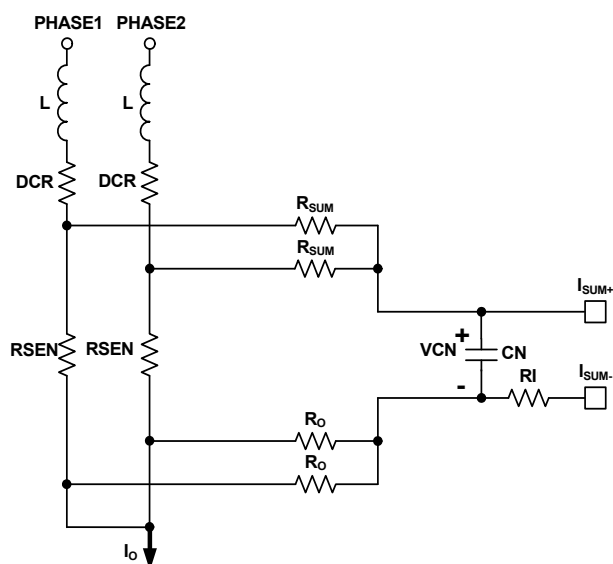 PHASE1 PHASE2
L L
DCR DCR
RSUM
RSUM
ISUM+
RSEN RSEN
+
VCN CN
-
RI
ISUM-
RO
RO
IO